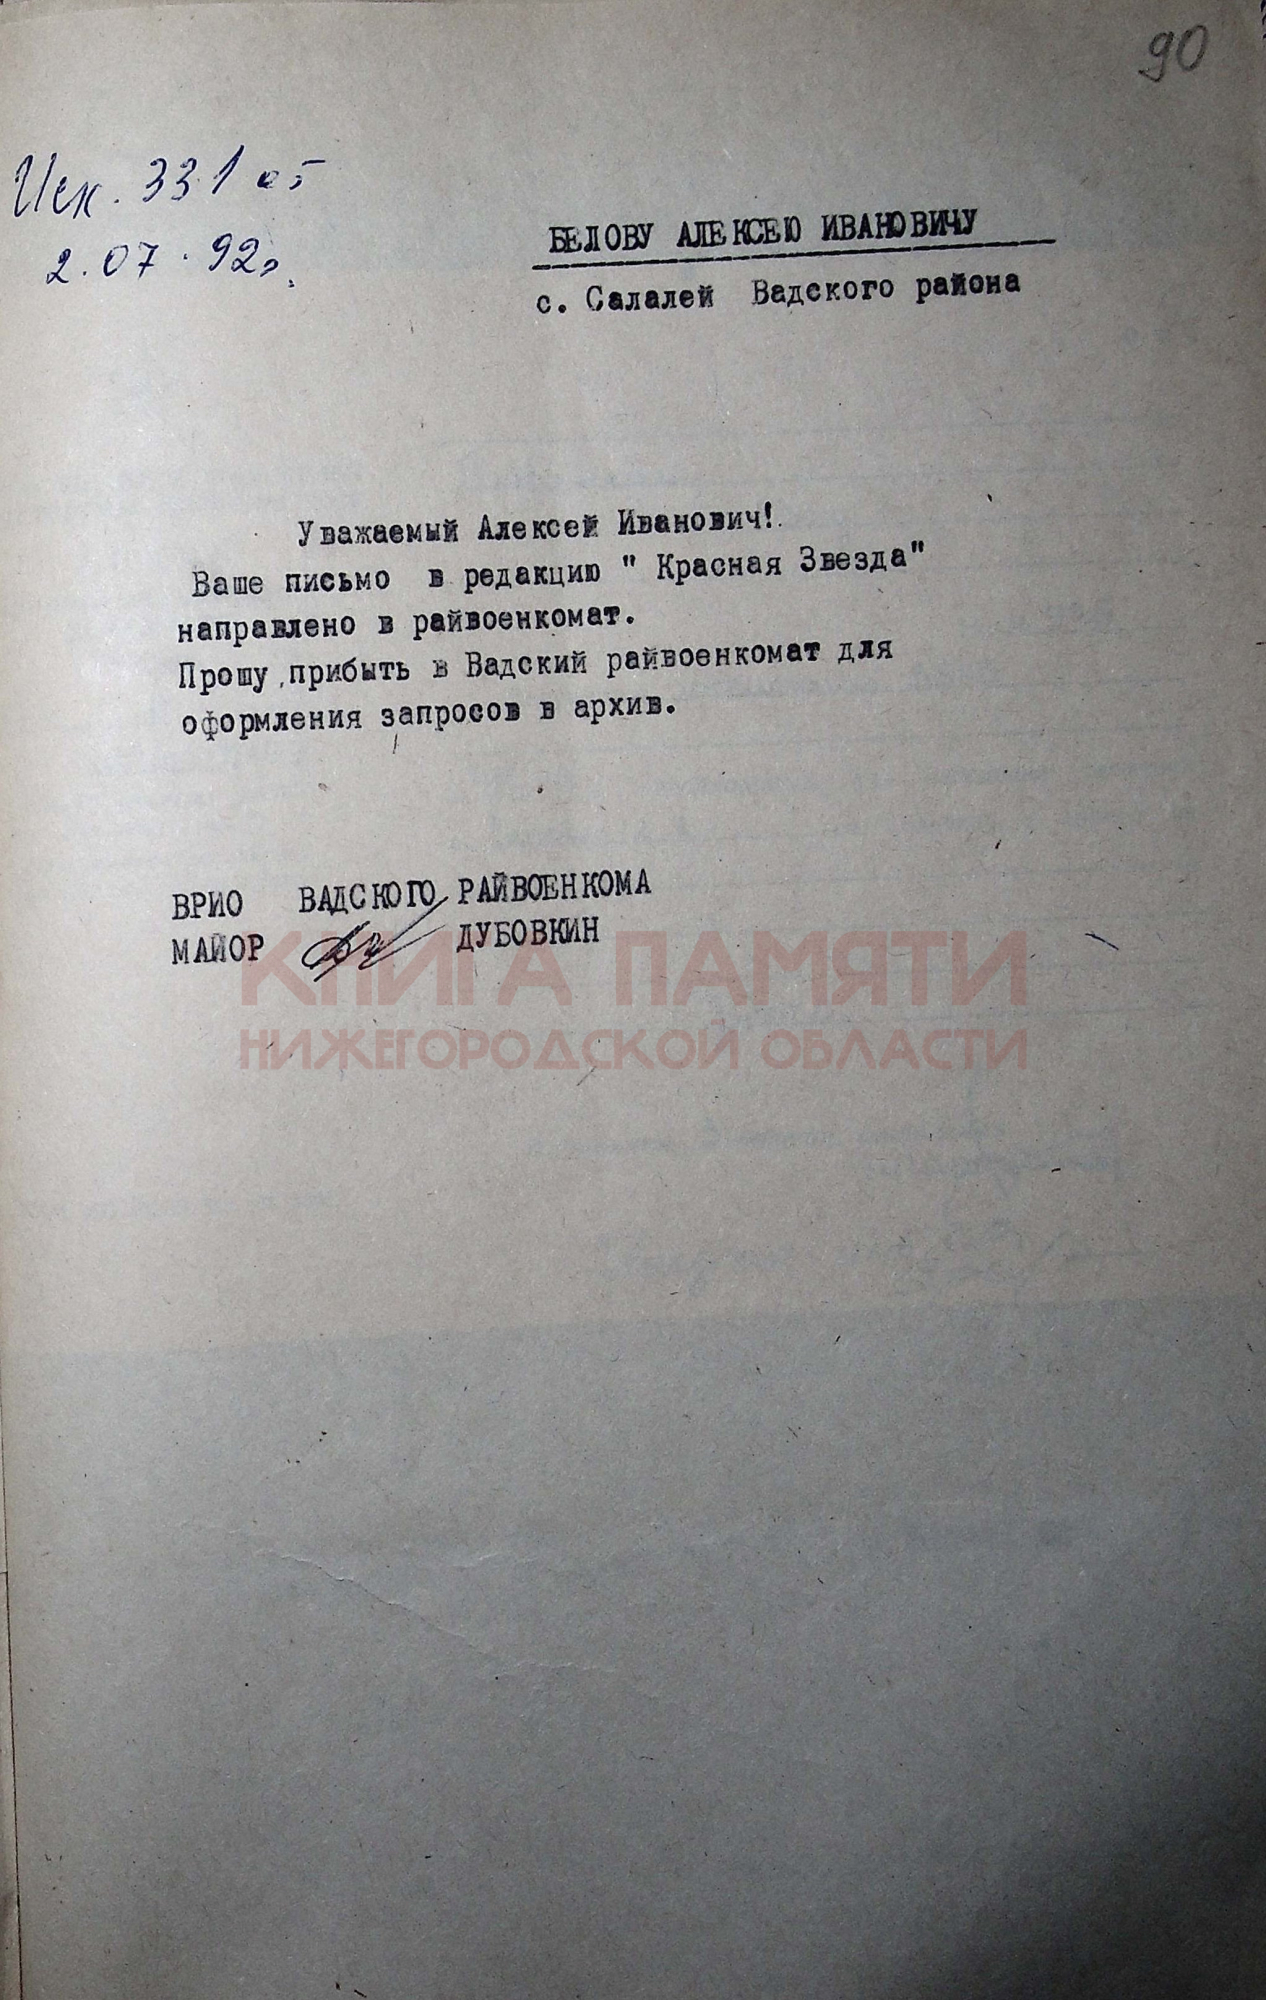 90
Исх. 331 от
2.07.92г.
БЕЛОВУ АЛЕКСЕЮ ИВАНОВИЧУ
с. Салалей Вадского района
Уважаемый Алексей Иванович!
Ваше письмо в редакцию " Красная Звезда"
направлено в райвоенкомат.
Прошу прибыть в Вадский райвоенкомат для
оформления запросов в архив.
ВРИО ВАДСКОГО РАЙВОЕНКОМА
МАЙОР ДУБОВКИН
КНИГА ПАМЯТИ
НИЖЕГОРОДСКОЙ ОБЛАСТИ